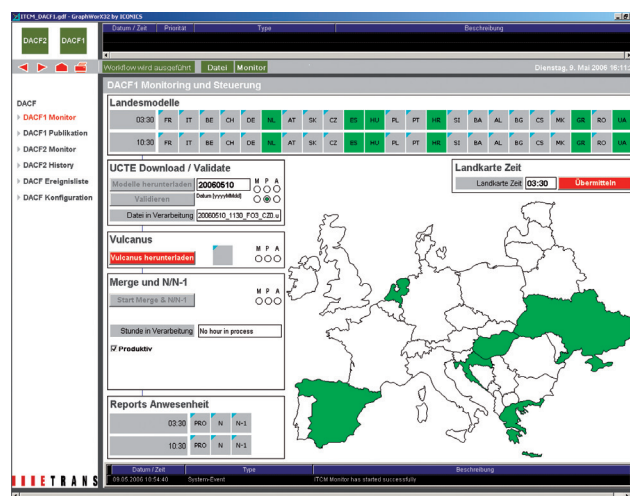 ITCM_DACF1.gdf - GraphWorX32 by ICONICS
DACF2 DACF1
Datum / Zeit Priorität Type Beschreibung
Workflow wird ausgeführt Datei Monitor Dienstag, 9. Mai 2006 16:11:
DACF1 Monitoring und Steuerung
DACF
DACF1 Monitor
DACF1 Publikation
DACF2 Monitor
DACF2 History
DACF Ereignisliste
DACF Konfiguration
Landesmodelle
03:30 FR IT BE CH DE NL AT SK CZ ES HU PL PT HR SI BA AL BG CS MK GR RO UA
10:30 FR IT BE CH DE NL AT SK CZ ES HU PL PT HR SI BA AL BG CS MK GR RO UA
UCTE Download / Validate
Modelle herunterladen 20060510 M P A
Validieren Datum [yyyyMMdd]
Datei in Verarbeitung 20060510_1130_FO3_CZ0.u
Landkarte Zeit
Landkarte Zeit 03:30 Übermitteln
Vulcanus
Vulcanus herunterladen M P A
Merge und N/N-1
Start Merge & N/N-1 M P A
Stunde in Verarbeitung No hour in process
Produktiv
Reports Anwesenheit
03:30 PRO N N-1
10:30 PRO N N-1
Datum / Zeit Type Beschreibung
09.05.2006 10:54:40 System-Event ITCM Monitor has started successfully
ETRANS